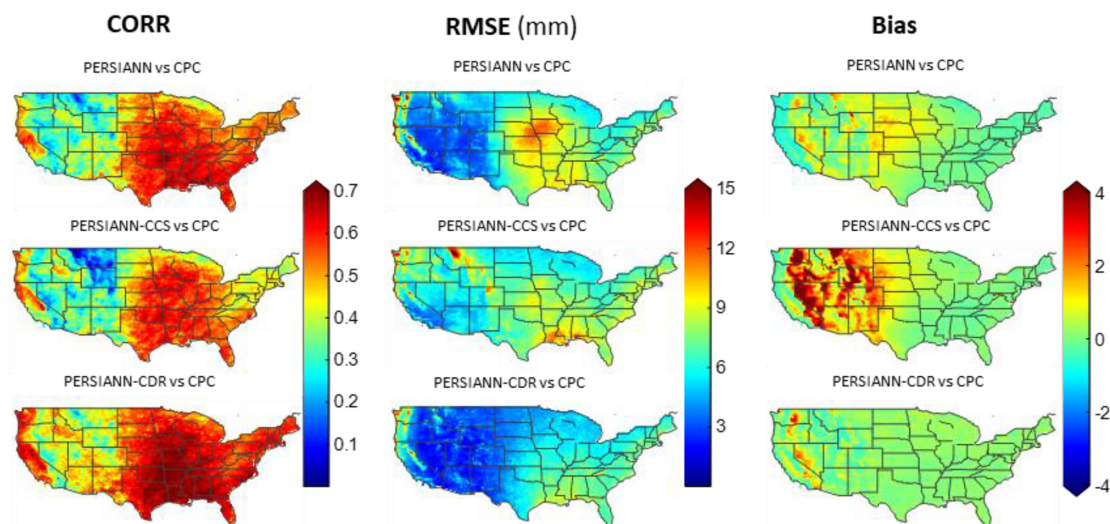 CORR RMSE (mm) Bias
PERSIANN vs CPC PERSIANN vs CPC PERSIANN vs CPC
0.7 15 4
PERSIANN-CCS vs CPC PERSIANN-CCS vs CPC PERSIANN-CCS vs CPC
0.6 12
0.5 2
0.4 9 0
0.3 6
PERSIANN-CDR vs CPC PERSIANN-CDR vs CPC PERSIANN-CDR vs CPC
0.2 -2
0.1 3
-4